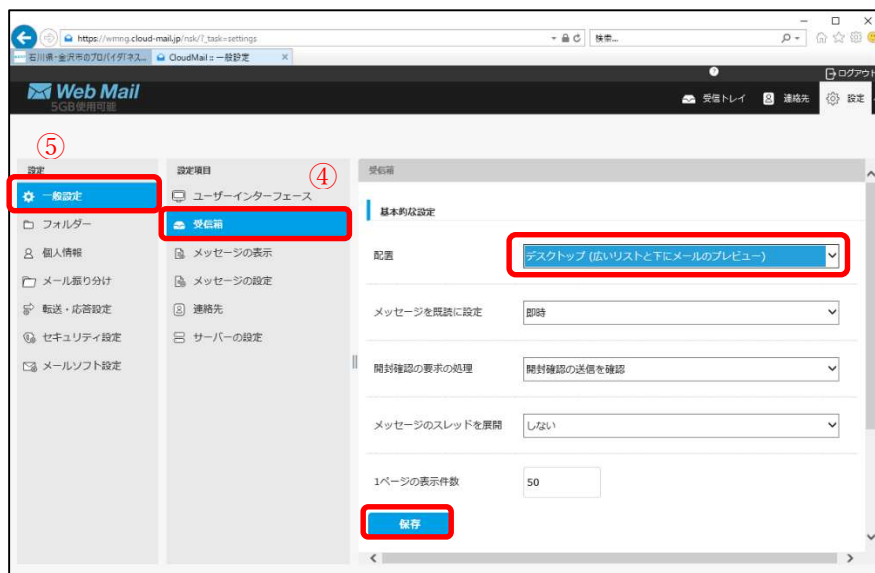 https://wmng.cloud-mail.jp/nsk/?_task=settings
検索...
石川県・金沢市のプロバイダ(ネス...
CloudMail :: 一般設定
ログアウト
Web Mail
5GB使用可能
受信トレイ
連絡先
設定
⑤
④
設定
設定項目
受信箱
一般設定
フォルダー
個人情報
メール振り分け
転送・応答設定
セキュリティ設定
メールソフト設定
ユーザーインターフェース
受信箱
メッセージの表示
メッセージの設定
連絡先
サーバーの設定
基本的な設定
配置
デスクトップ (広いリストと下にメールのプレビュー)
メッセージを既読に設定
即時
開封確認の要求の処理
開封確認の送信を確認
メッセージのスレッドを展開
しない
1ページの表示件数
50
保存